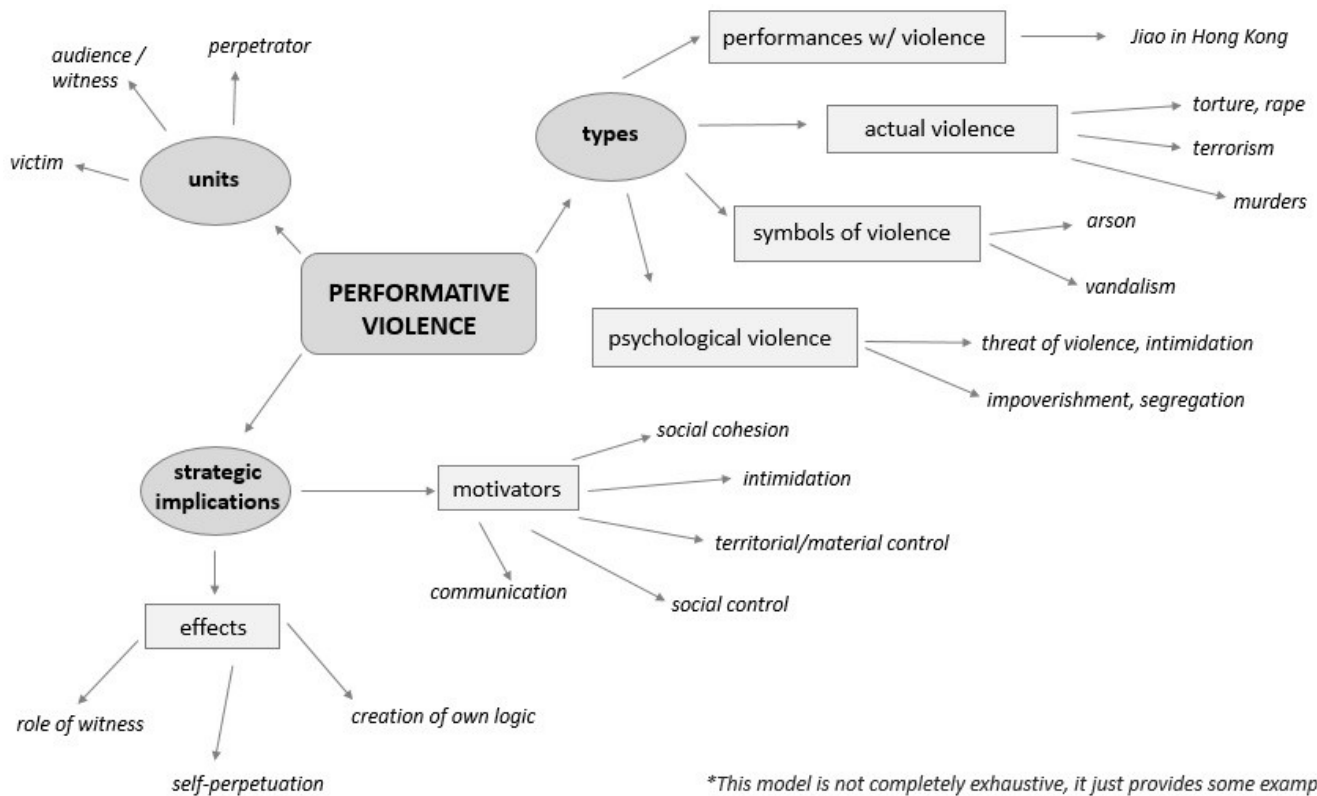 performances w/ violence
Jiao in Hong Kong
perpetrator
audience /
witness
torture, rape
types
actual violence
terrorism
victim
units
murders
arson
symbols of violence
vandalism
PERFORMATIVE
VIOLENCE
psychological violence
threat of violence, intimidation
impoverishment, segregation
social cohesion
strategic
implications
motivators
intimidation
territorial/material control
communication
social control
effects
role of witness
creation of own logic
self-perpetuation
*This model is not completely exhaustive, it just provides some examp